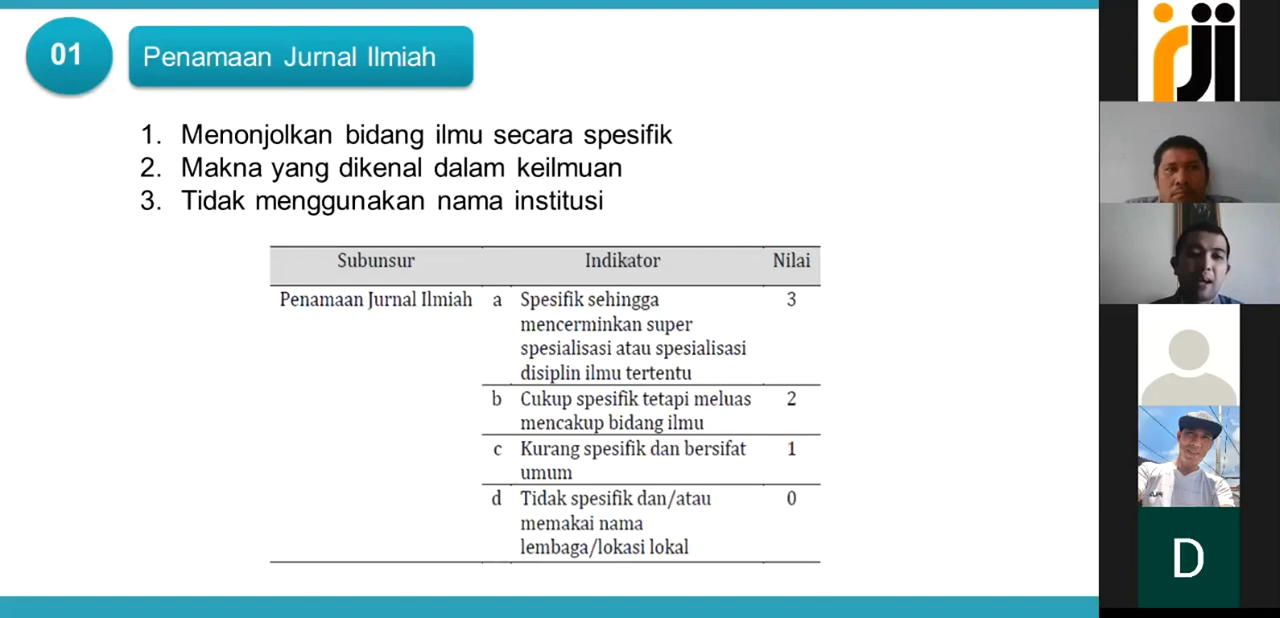 01
Penamaan Jurnal Ilmiah
1. Menonjolkan bidang ilmu secara spesifik
2. Makna yang dikenal dalam keilmuan
3. Tidak menggunakan nama institusi
Subunsur Indikator Nilai
Penamaan Jurnal Ilmiah a Spesifik sehingga 3
mencerminkan super
spesialisasi atau spesialisasi
disiplin ilmu tertentu
b Cukup spesifik tetapi meluas 2
mencakup bidang ilmu
c Kurang spesifik dan bersifat 1
umum
d Tidak spesifik dan/atau 0
memakai nama
lembaga/lokasi lokal
rji
D